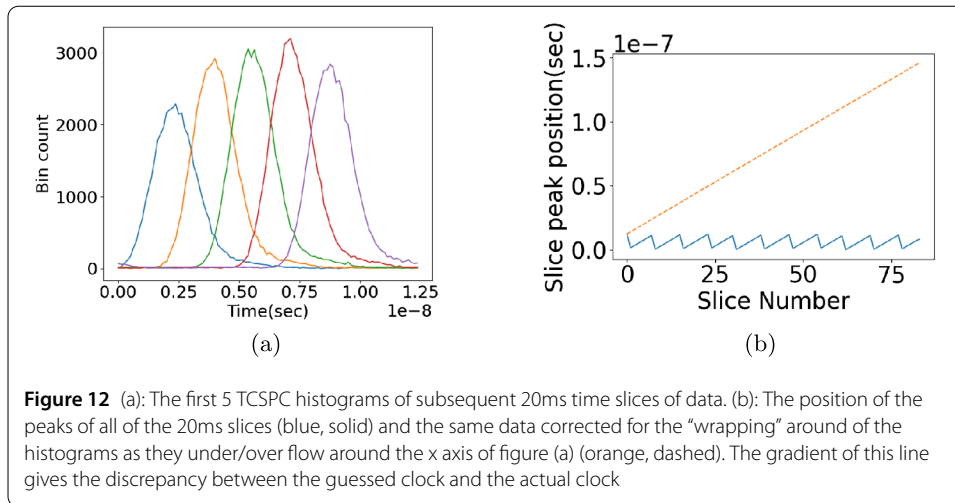 3000
2000
1000
0
Bin count
0.00 0.25 0.50 0.75 1.00 1.25
Time(sec)
1e−8
(a)
1e−7
1.5
1.0
0.5
0.0
Slice peak position(sec)
0 25 50 75
Slice Number
(b)
Figure 12 (a): The first 5 TCSPC histograms of subsequent 20ms time slices of data. (b): The position of the
peaks of all of the 20ms slices (blue, solid) and the same data corrected for the “wrapping” around of the
histograms as they under/over flow around the x axis of figure (a) (orange, dashed). The gradient of this line
gives the discrepancy between the guessed clock and the actual clock